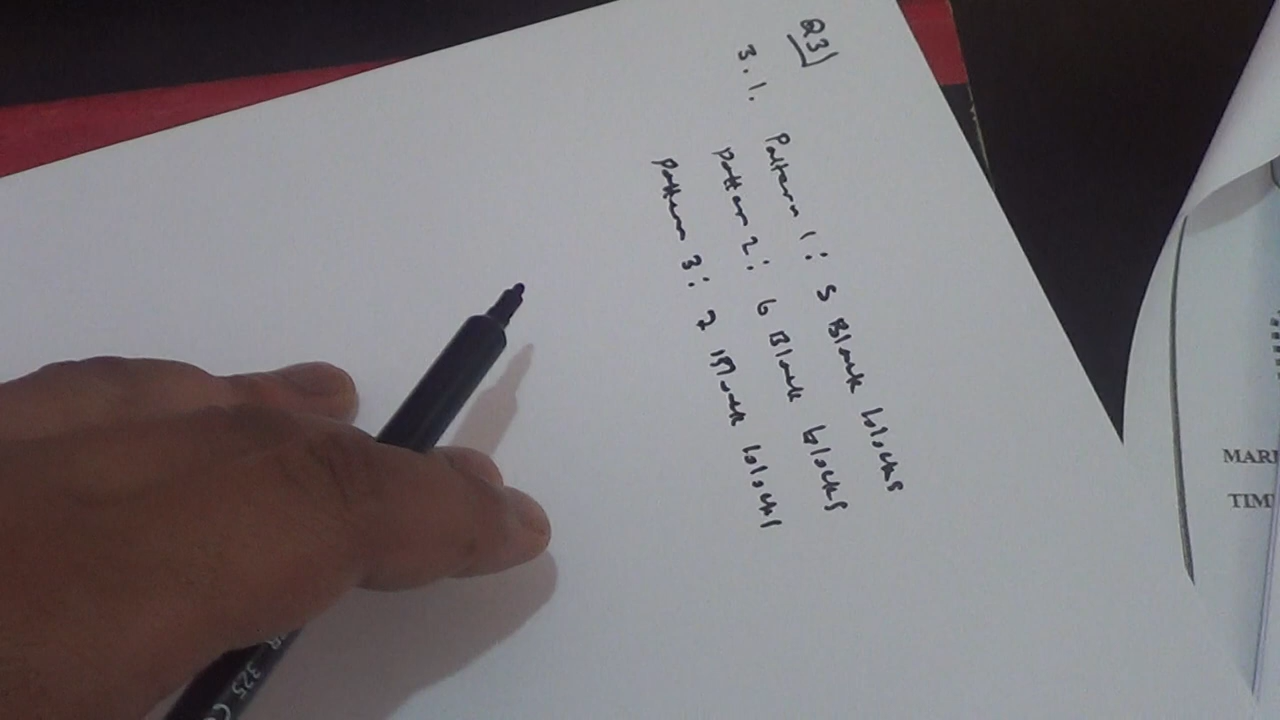 Q3
3.1. Pattern 1: 5 Black blocks
Pattern 2: 6 Black blocks
Pattern 3: 7 Black blocks
325
MAR
TIM